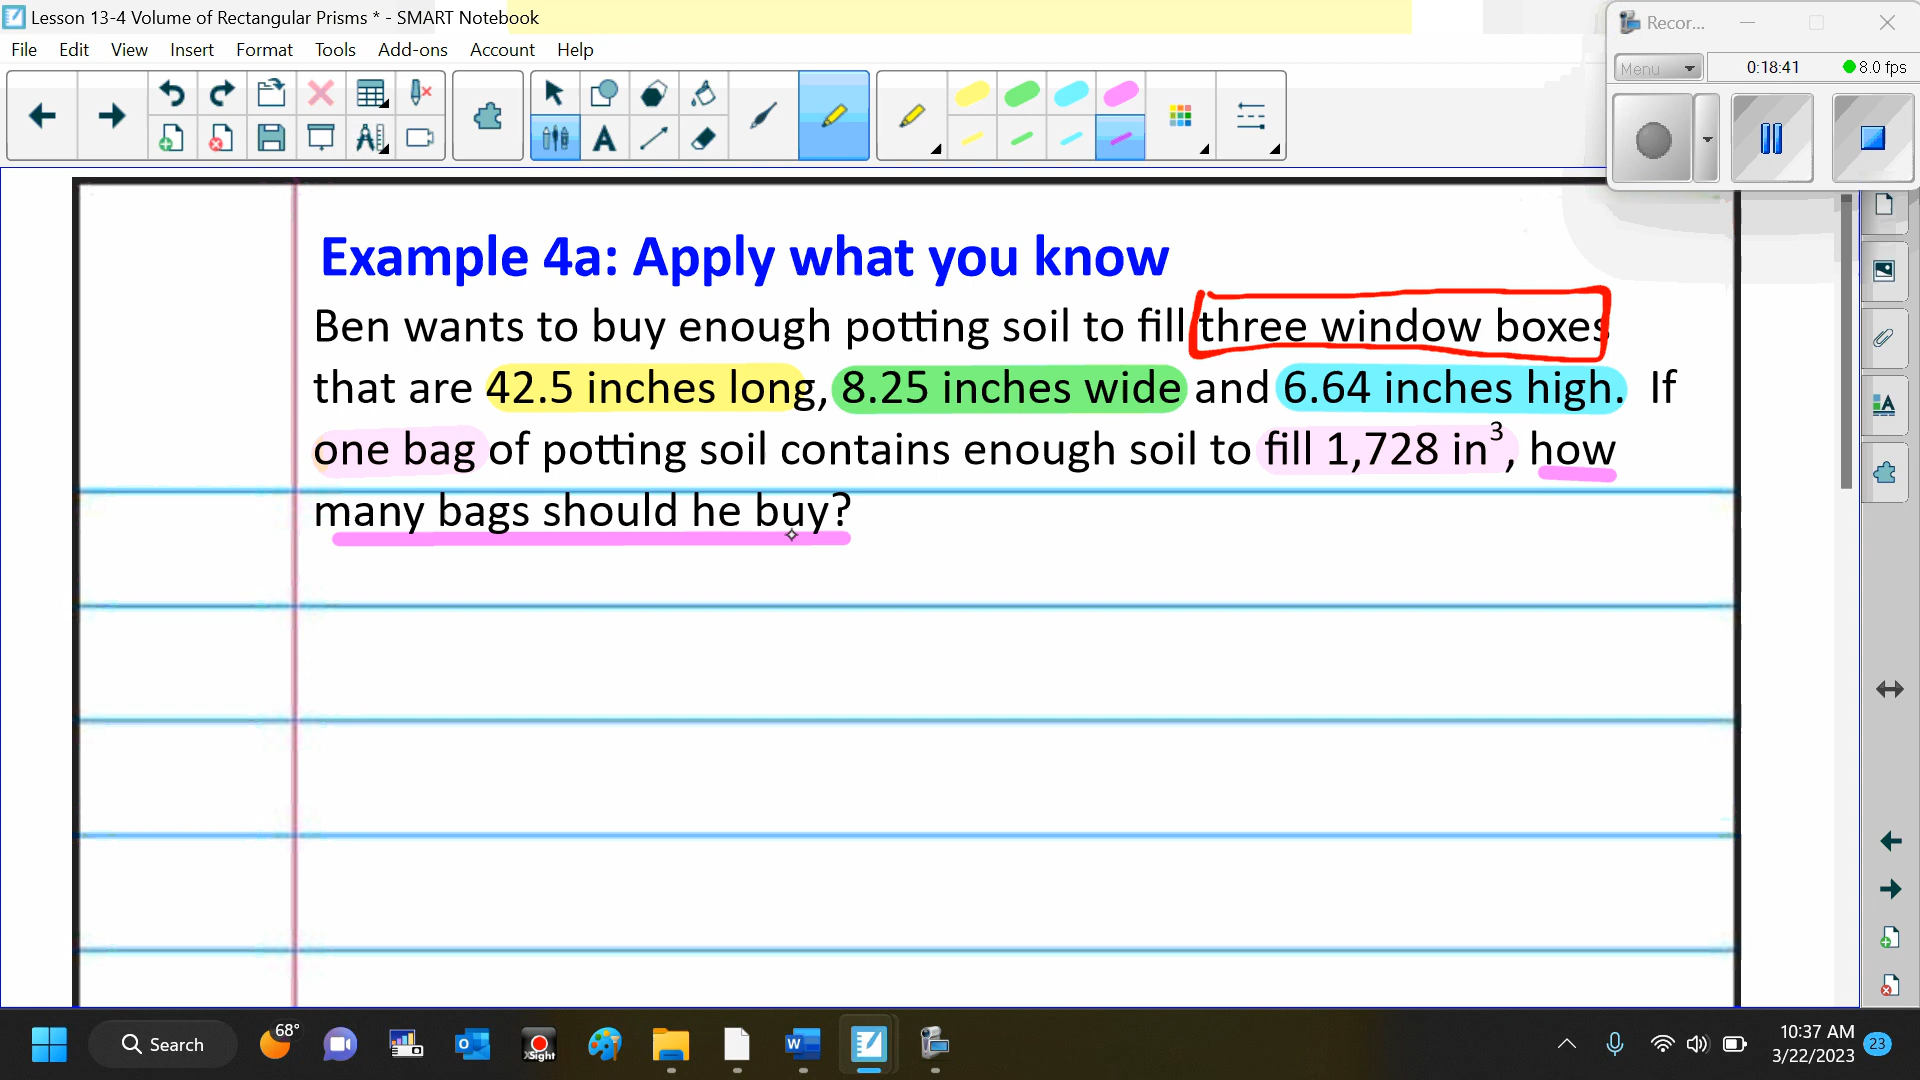 Lesson 13-4 Volume of Rectangular Prisms * - SMART Notebook
File Edit View Insert Format Tools Add-ons Account Help
Recor...
Menu 0:18:41 8.0 fps
Example 4a: Apply what you know
Ben wants to buy enough potting soil to fill three window boxes
that are 42.5 inches long, 8.25 inches wide and 6.64 inches high. If
one bag of potting soil contains enough soil to fill 1,728 in³, how
many bags should he buy?
68°
Search
XSight
10:37 AM
3/22/2023
23